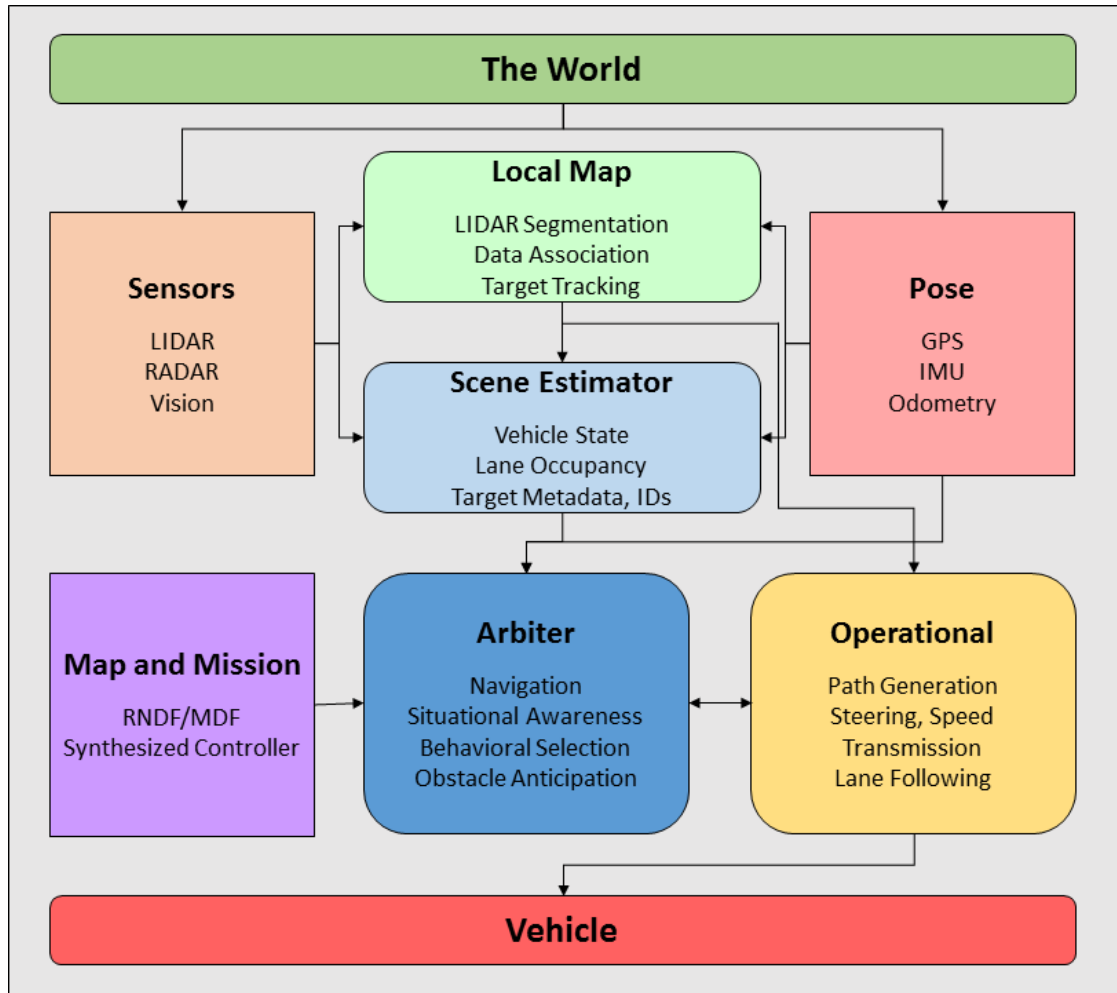 The World
Local Map
LIDAR Segmentation
Data Association
Target Tracking
Sensors
LIDAR
RADAR
Vision
Pose
GPS
IMU
Odometry
Scene Estimator
Vehicle State
Lane Occupancy
Target Metadata, IDs
Map and Mission
RNDF/MDF
Synthesized Controller
Arbiter
Navigation
Situational Awareness
Behavioral Selection
Obstacle Anticipation
Operational
Path Generation
Steering, Speed
Transmission
Lane Following
Vehicle